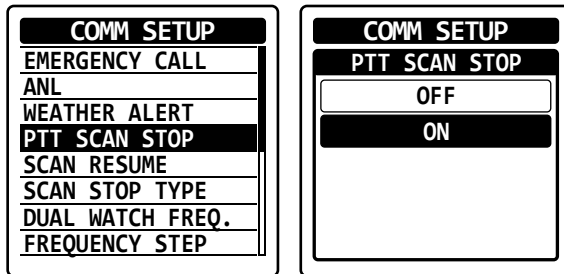 COMM SETUP
EMERGENCY CALL
ANL
WEATHER ALERT
PTT SCAN STOP
SCAN RESUME
SCAN STOP TYPE
DUAL WATCH FREQ.
FREQUENCY STEP
COMM SETUP
PTT SCAN STOP
OFF
ON